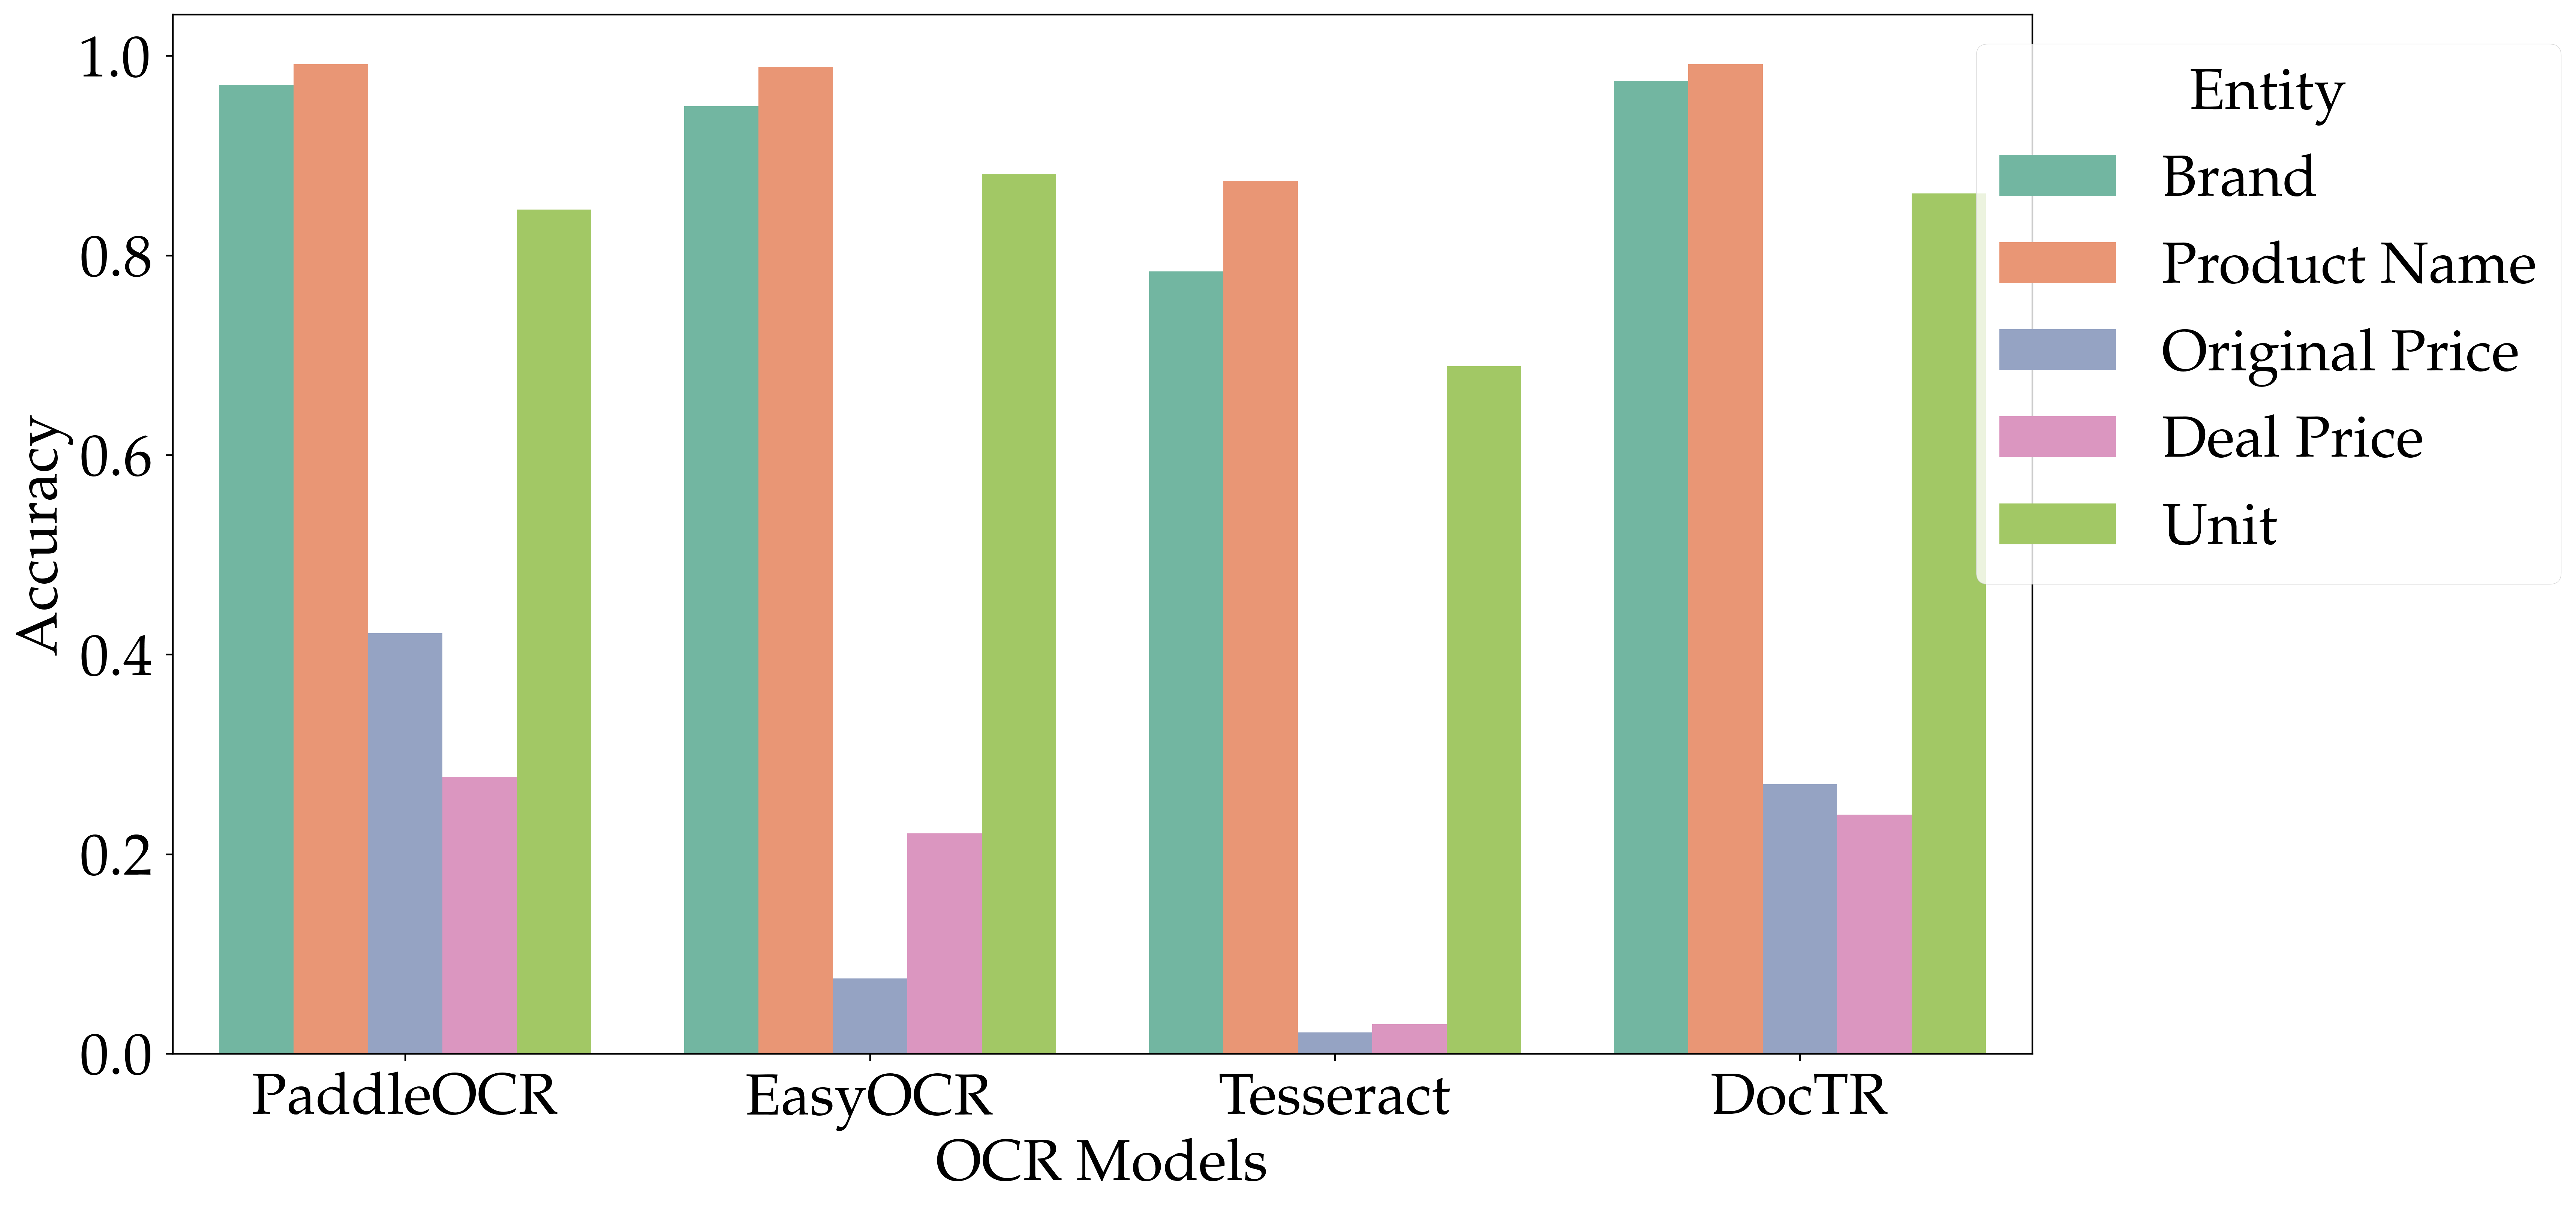 1.0
0.8
0.6
0.4
0.2
0.0
Accuracy
PaddleOCR
EasyOCR
Tesseract
DocTR
OCR Models
Entity
Brand
Product Name
Original Price
Deal Price
Unit